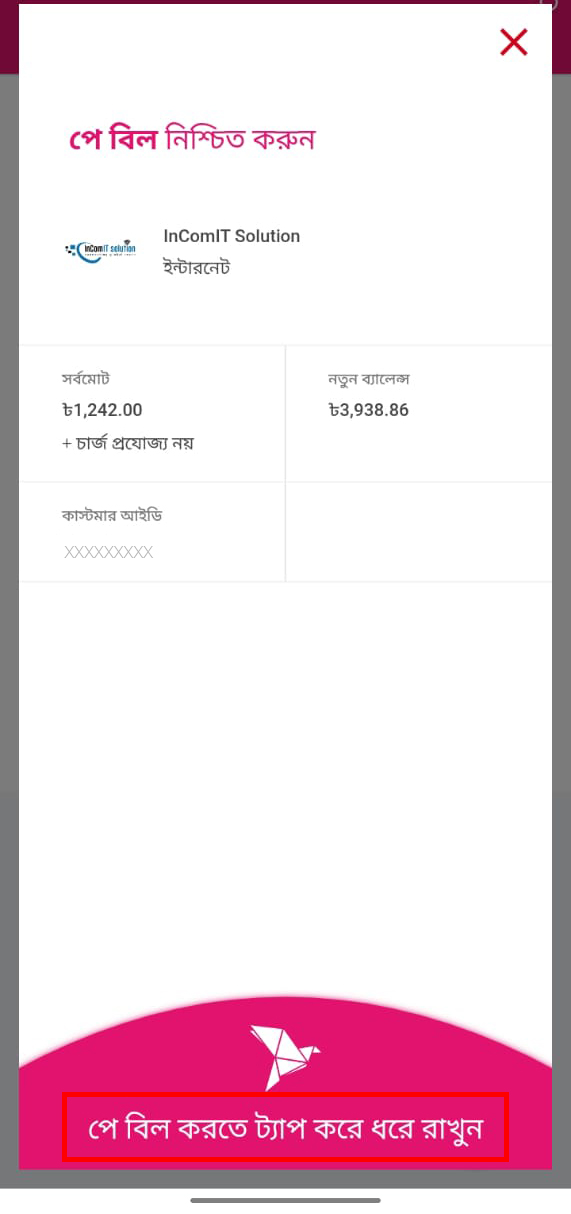 পে বিল নিশ্চিত করুন
inComIT solution
InComIT Solution
ইন্টারনেট
সর্বমোট
৳1,242.00
+ চার্জ প্রযোজ্য নয়
নতুন ব্যালেন্স
৳3,938.86
কাস্টমার আইডি
XXXXXXXXX
পে বিল করতে ট্যাপ করে ধরে রাখুন